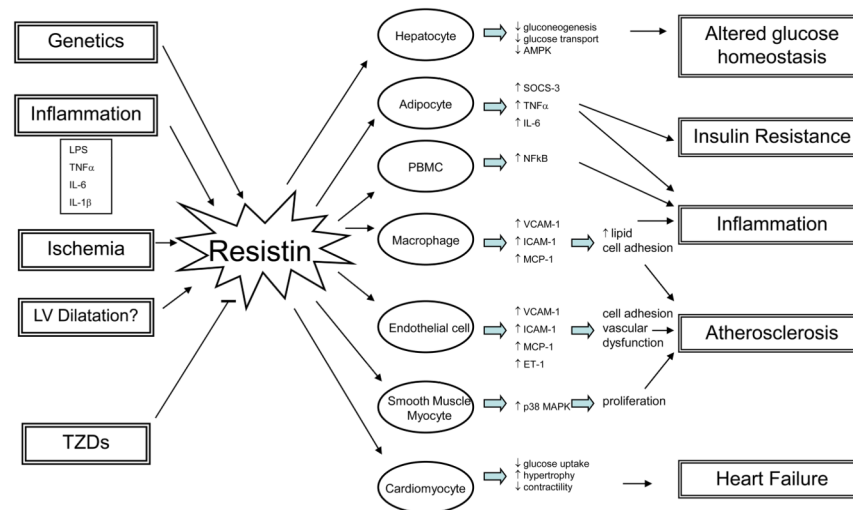 Genetics
Inflammation
LPS
TNFα
IL-6
IL-1β
Ischemia
LV Dilatation?
TZDs
Resistin
Hepatocyte
↓ gluconeogenesis
↓ glucose transport
↓ AMPK
Altered glucose
homeostasis
Adipocyte
↑ SOCS-3
↑ TNFα
↑ IL-6
Insulin Resistance
PBMC
↑ NFkB
Inflammation
Macrophage
↑ VCAM-1
↑ ICAM-1
↑ MCP-1
↑ lipid
cell adhesion
Endothelial cell
↑ VCAM-1
↑ ICAM-1
↑ MCP-1
↑ ET-1
cell adhesion
vascular
dysfunction
Atherosclerosis
Smooth Muscle
Myocyte
↑ p38 MAPK
proliferation
Cardiomyocyte
↓ glucose uptake
↑ hypertrophy
↓ contractility
Heart Failure